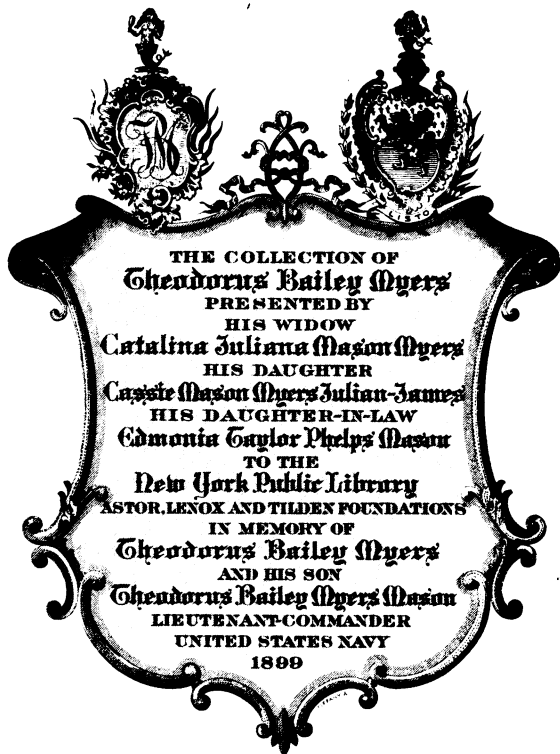 TBM
LISTO
THE COLLECTION OF
Theodorus Bailey Myers
PRESENTED BY
HIS WIDOW
Catalina Juliana Mason Myers
HIS DAUGHTER
Cassie Mason Myers Julian-James
HIS DAUGHTER-IN-LAW
Edmonia Taylor Phelps Mason
TO THE
New York Public Library
ASTOR, LENOX AND TILDEN FOUNDATIONS
IN MEMORY OF
Theodorus Bailey Myers
AND HIS SON
Theodorus Bailey Myers Mason
LIEUTENANT-COMMANDER
UNITED STATES NAVY
1899